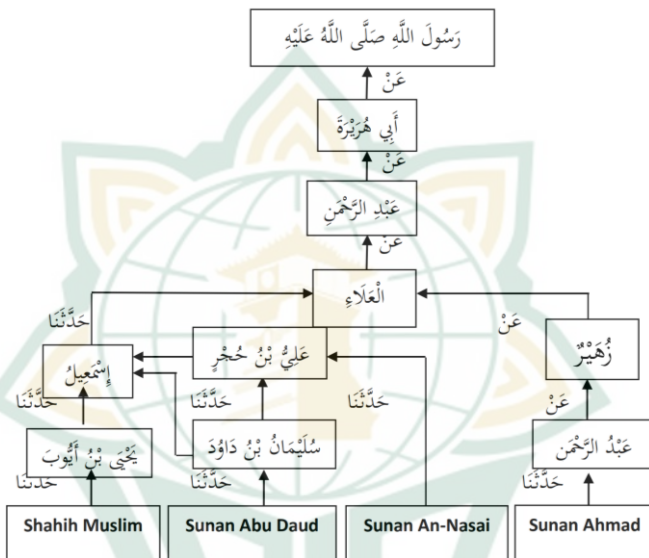 رَسُولَ اللَّهِ صَلَّى اللَّهُ عَلَيْهِ
عَنْ
أَبِي هُرَيْرَةَ
عَنْ
عَبْدِ الرَّحْمَنِ
عَنْ
الْعَلَاءِ
حَدَّثَنَا
عَنْ
عَلِيُّ بْنُ حُجْرٍ
زُهَيْرٌ
إِسْمَعِيلُ
حَدَّثَنَا
حَدَّثَنَا
حَدَّثَنَا
عَنْ
سُلَيْمَانُ بْنُ دَاوُدَ
عَبْدُ الرَّحْمَن
يَحْيَى بْنُ أَيُّوبَ
حَدَّثَنَا
حَدَّثَنَا
حَدَّثَنَا
Shahih Muslim
Sunan Abu Daud
Sunan An-Nasai
Sunan Ahmad